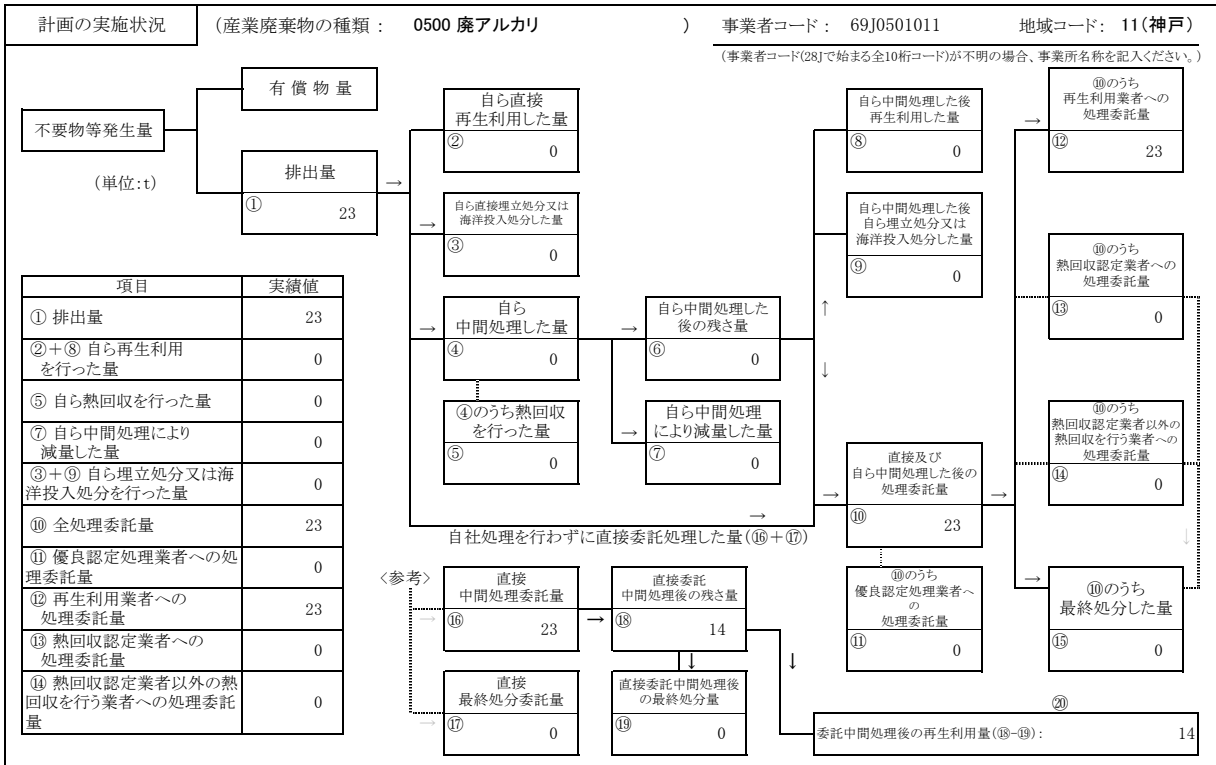 計画の実施状況
(産業廃棄物の種類： 0500 廃アルカリ ) 事業者コード： 69J0501011 地域コード: 11(神戸)
(事業者コード(28Jで始まる全10桁コード)が不明の場合、事業所名称を記入ください。)
不要物等発生量
(単位:t)
有償物量
排出量
① 23
→
自ら直接
再生利用した量
② 0
→
自ら直接埋立処分又は
海洋投入処分した量
③ 0
→
自ら
中間処理した量
④ 0
④のうち熱回収
を行った量
⑤ 0
→
自ら中間処理した
後の残さ量
⑥ 0
→
自ら中間処理
により減量した量
⑦ 0
自ら中間処理した後
再生利用した量
⑧ 0
自ら中間処理した後
自ら埋立処分又は
海洋投入処分した量
⑨ 0
↑
↓
→
直接及び
自ら中間処理した後の
処理委託量
⑩ 23
→
⑩のうち
優良認定処理業者へ
の
処理委託量
⑪ 0
→
⑩のうち
再生利用業者への
処理委託量
⑫ 23
⑩のうち
熱回収認定業者への
処理委託量
⑬ 0
⑩のうち
熱回収認定業者以外の
熱回収を行う業者への
処理委託量
⑭ 0
↓
→
⑩のうち
最終処分した量
⑮ 0
→
自社処理を行わずに直接委託処理した量(⑯+⑰)
<参考>
→
直接
中間処理委託量
⑯ 23
→
直接委託
中間処理後の残さ量
⑱ 14
↓
↓
→
直接
最終処分委託量
⑰ 0
直接委託中間処理後
の最終処分量
⑲ 0
⑳
委託中間処理後の再生利用量(⑱-⑲)： 14
項目 実績値
① 排出量 23
②＋⑧ 自ら再生利用
を行った量 0
⑤ 自ら熱回収を行った量 0
⑦ 自ら中間処理により
減量した量 0
③＋⑨ 自ら埋立処分又は海
洋投入処分を行った量 0
⑩ 全処理委託量 23
⑪ 優良認定処理業者への処
理委託量 0
⑫ 再生利用業者への
処理委託量 23
⑬ 熱回収認定業者への
処理委託量 0
⑭ 熱回収認定業者以外の熱
回収を行う業者への処理委託
量 0